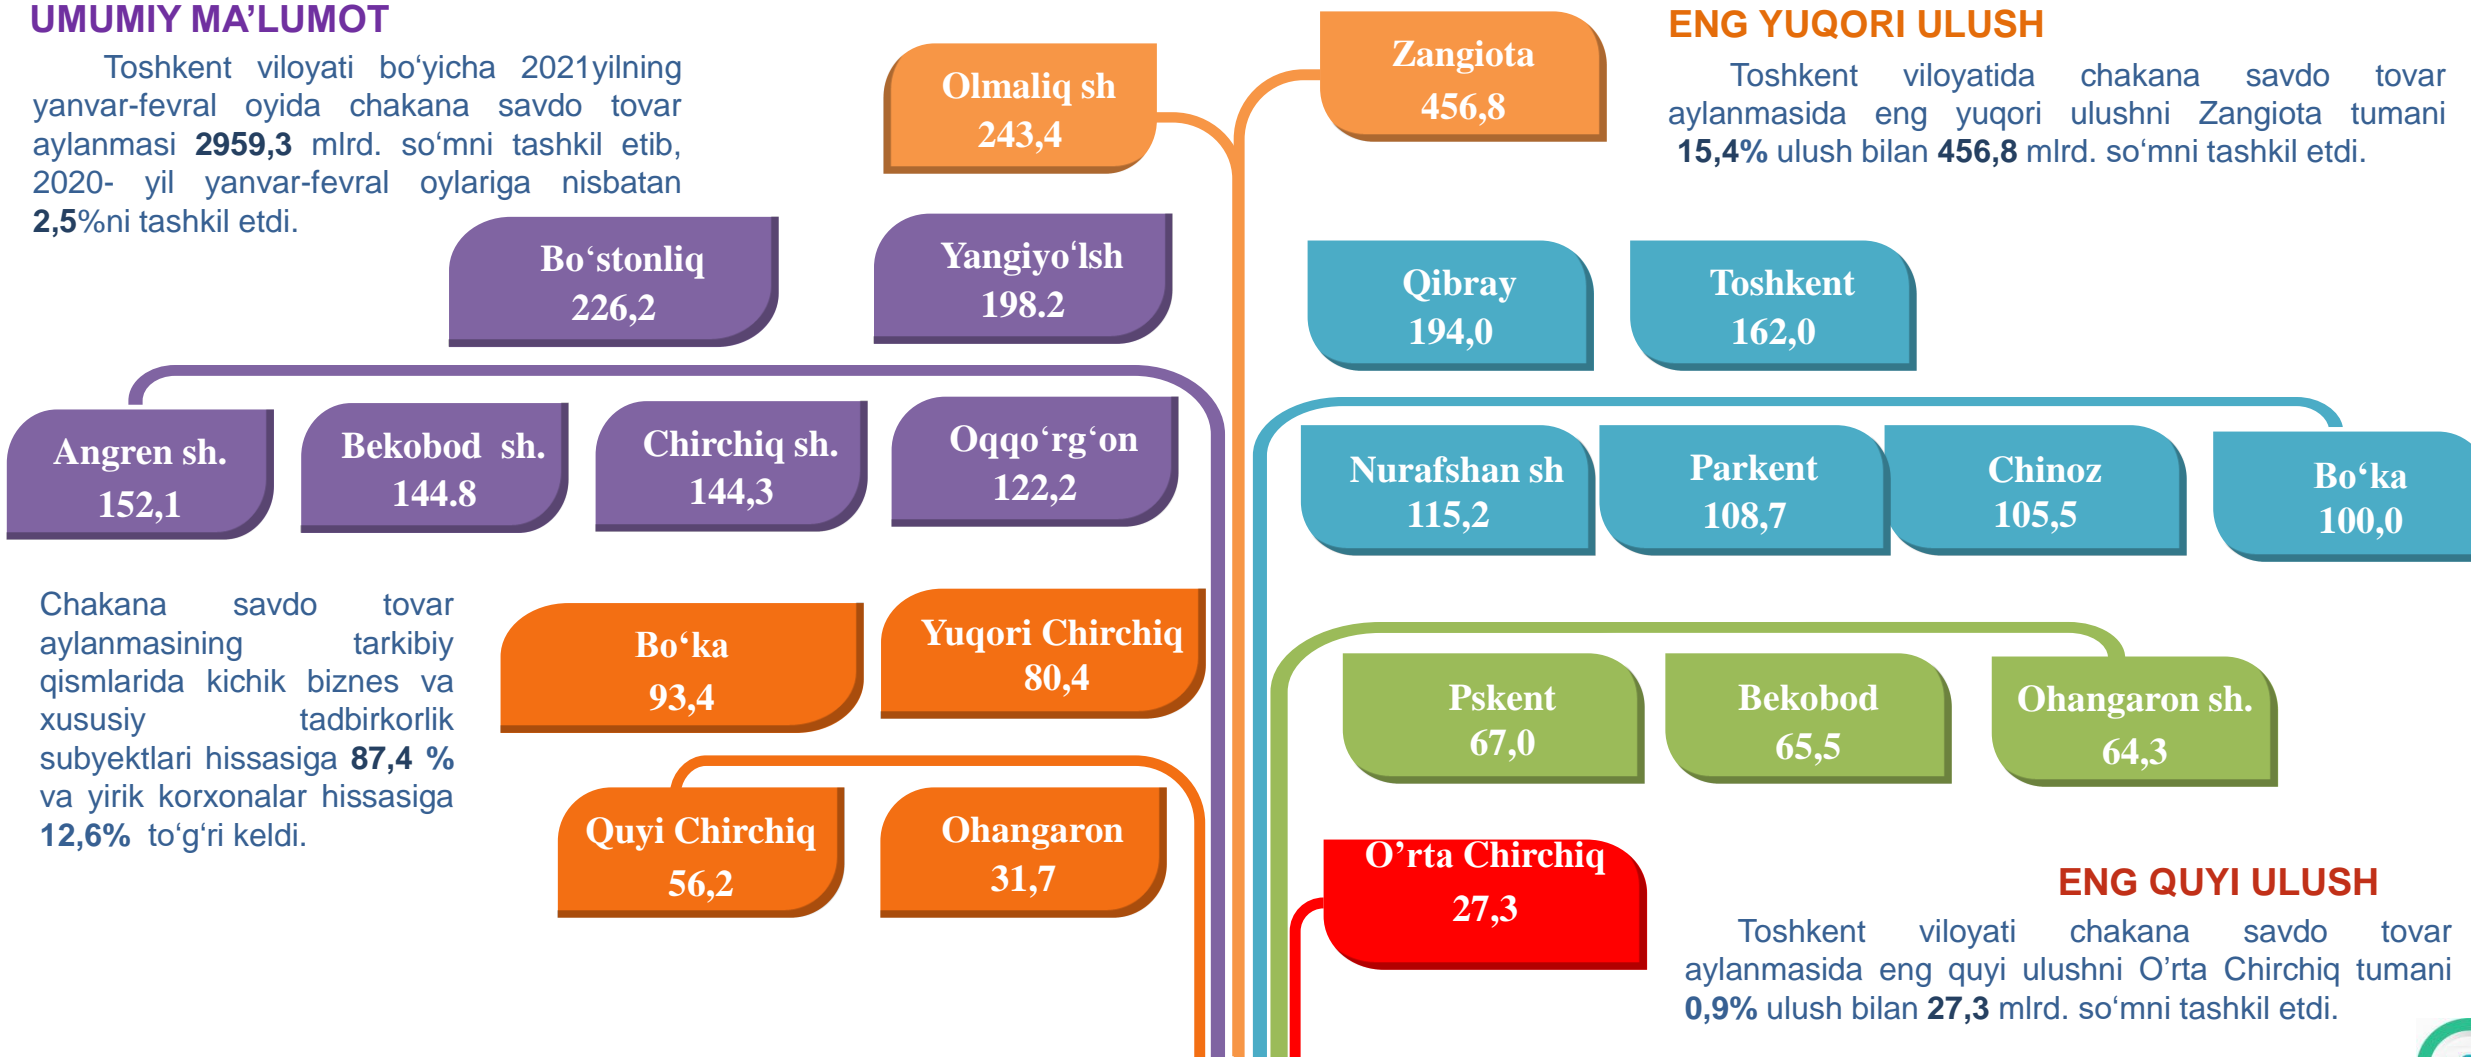 UMUMIY MA’LUMOT
Toshkent viloyati bo‘yicha 2021yilning
yanvar-fevral oyida chakana savdo tovar
aylanmasi 2959,3 mlrd. so‘mni tashkil etib,
2020- yil yanvar-fevral oylariga nisbatan
2,5%ni tashkil etdi.
Olmaliq sh
243,4
Zangiota
456,8
ENG YUQORI ULUSH
Toshkent viloyatida chakana savdo tovar
aylanmasida eng yuqori ulushni Zangiota tumani
15,4% ulush bilan 456,8 mlrd. so‘mni tashkil etdi.
Bo‘stonliq
226,2
Yangiyo‘lsh
198.2
Qibray
194,0
Toshkent
162,0
Angren sh.
152,1
Bekobod sh.
144.8
Chirchiq sh.
144,3
Oqqo‘rg‘on
122,2
Nurafshan sh
115,2
Parkent
108,7
Chinoz
105,5
Bo‘ka
100,0
Chakana savdo tovar
aylanmasining tarkibiy
qismlarida kichik biznes va
xususiy tadbirkorlik
subyektlari hissasiga 87,4 %
va yirik korxonalar hissasiga
12,6% to‘g‘ri keldi.
Bo‘ka
93,4
Yuqori Chirchiq
80,4
Pskent
67,0
Bekobod
65,5
Ohangaron sh.
64,3
Quyi Chirchiq
56,2
Ohangaron
31,7
O’rta Chirchiq
27,3
ENG QUYI ULUSH
Toshkent viloyati chakana savdo tovar
aylanmasida eng quyi ulushni O’rta Chirchiq tumani
0,9% ulush bilan 27,3 mlrd. so‘mni tashkil etdi.